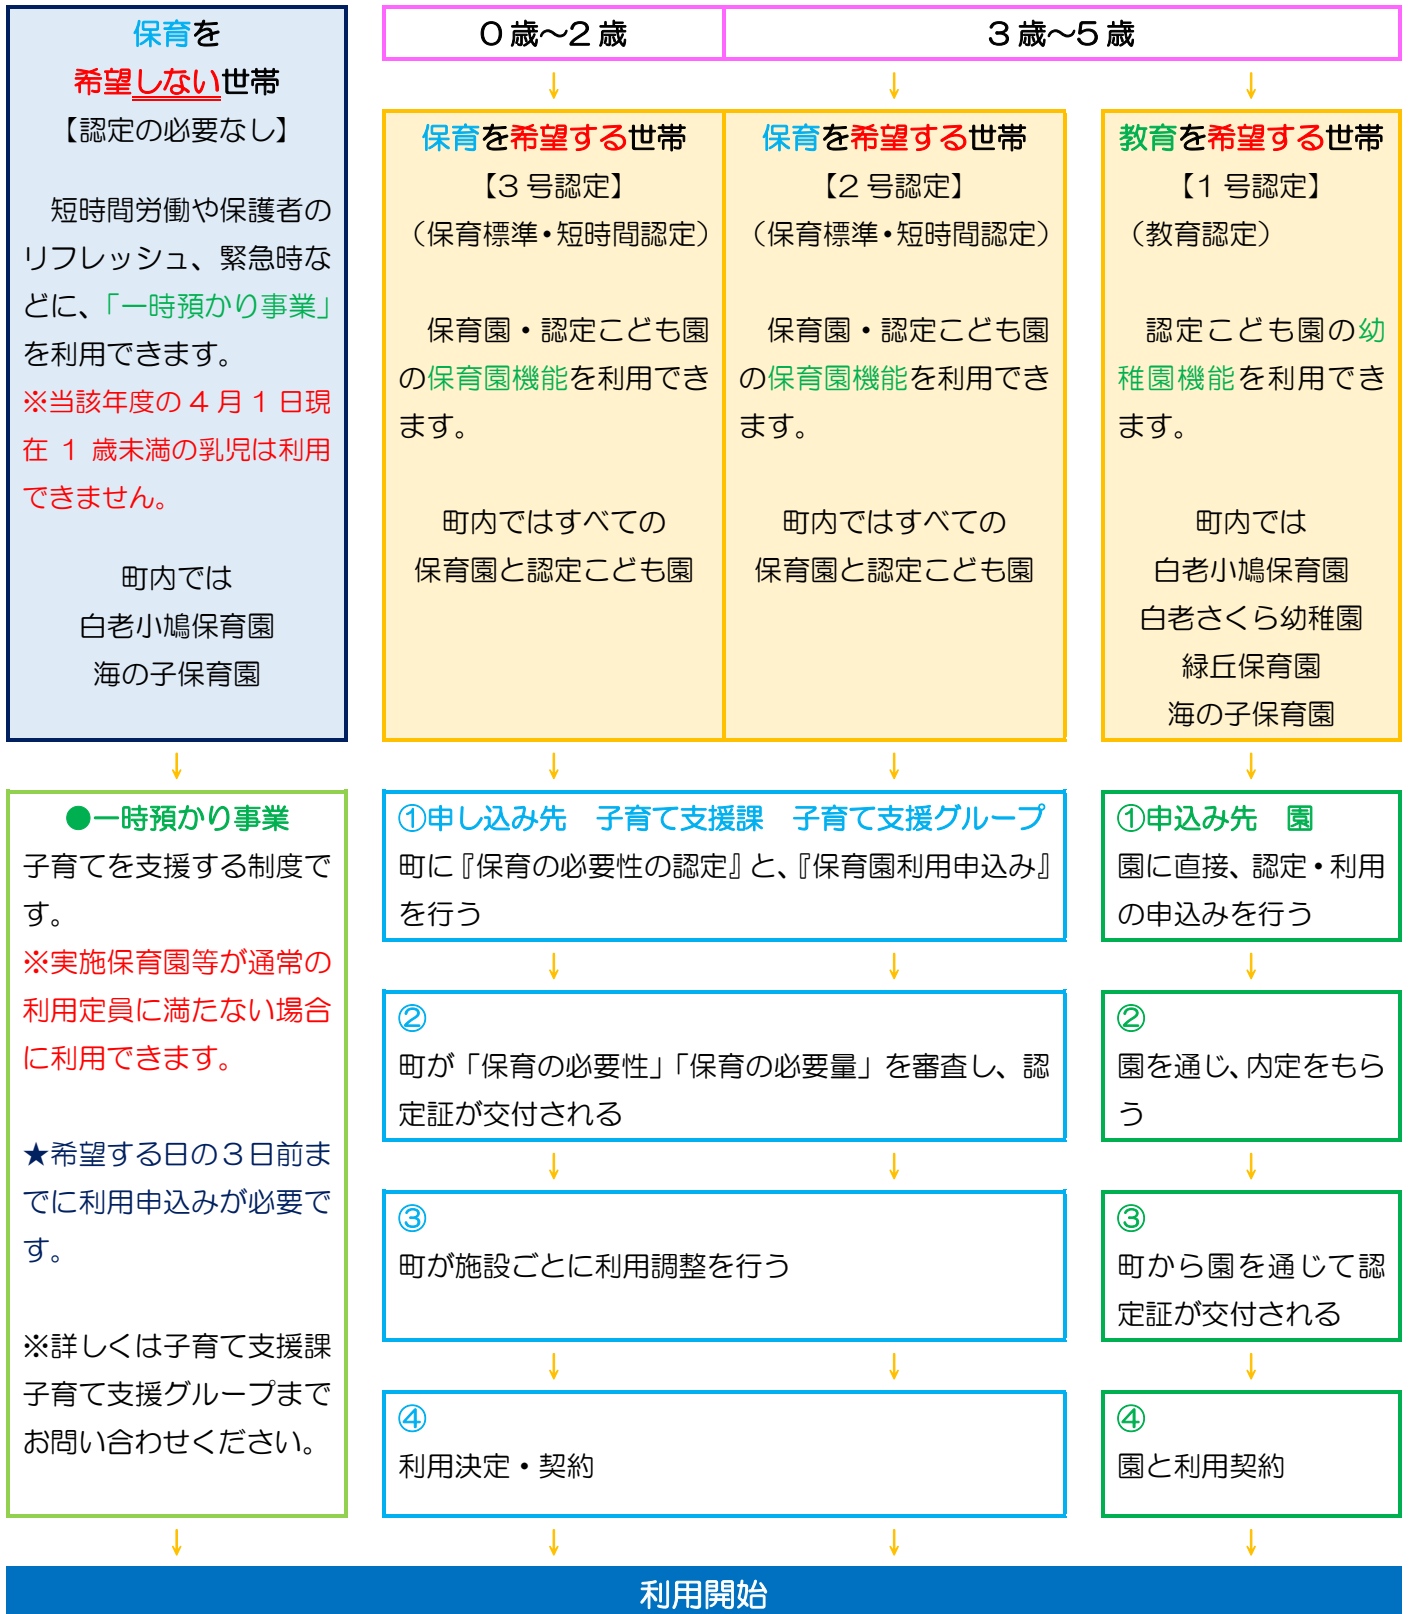 保育を
希望しない世帯
【認定の必要なし】
短時間労働や保護者の
リフレッシュ、緊急時な
どに、「一時預かり事業」
を利用できます。
※当該年度の4月1日現
在1歳未満の乳児は利用
できません。
町内では
白老小鳩保育園
海の子保育園
●一時預かり事業
子育てを支援する制度で
す。
※実施保育園等が通常の
利用定員に満たない場合
に利用できます。
★希望する日の3日前ま
でに利用申込みが必要で
す。
※詳しくは子育て支援課
子育て支援グループまで
お問い合わせください。
0歳～2歳
3歳～5歳
↓
↓
↓
保育を希望する世帯
【3号認定】
（保育標準・短時間認定）
保育園・認定こども園
の保育園機能を利用でき
ます。
町内ではすべての
保育園と認定こども園
保育を希望する世帯
【2号認定】
（保育標準・短時間認定）
保育園・認定こども園
の保育園機能を利用でき
ます。
町内ではすべての
保育園と認定こども園
教育を希望する世帯
【1号認定】
（教育認定）
認定こども園の幼
稚園機能を利用でき
ます。
町内では
白老小鳩保育園
白老さくら幼稚園
緑丘保育園
海の子保育園
①申し込み先　子育て支援課　子育て支援グループ
町に『保育の必要性の認定』と、『保育園利用申込み』
を行う
②
町が「保育の必要性」「保育の必要量」を審査し、認
定証が交付される
③
町が施設ごとに利用調整を行う
④
利用決定・契約
①申込み先　園
園に直接、認定・利用
の申込みを行う
②
園を通じ、内定をもら
う
③
町から園を通じて認
定証が交付される
④
園と利用契約
利用開始